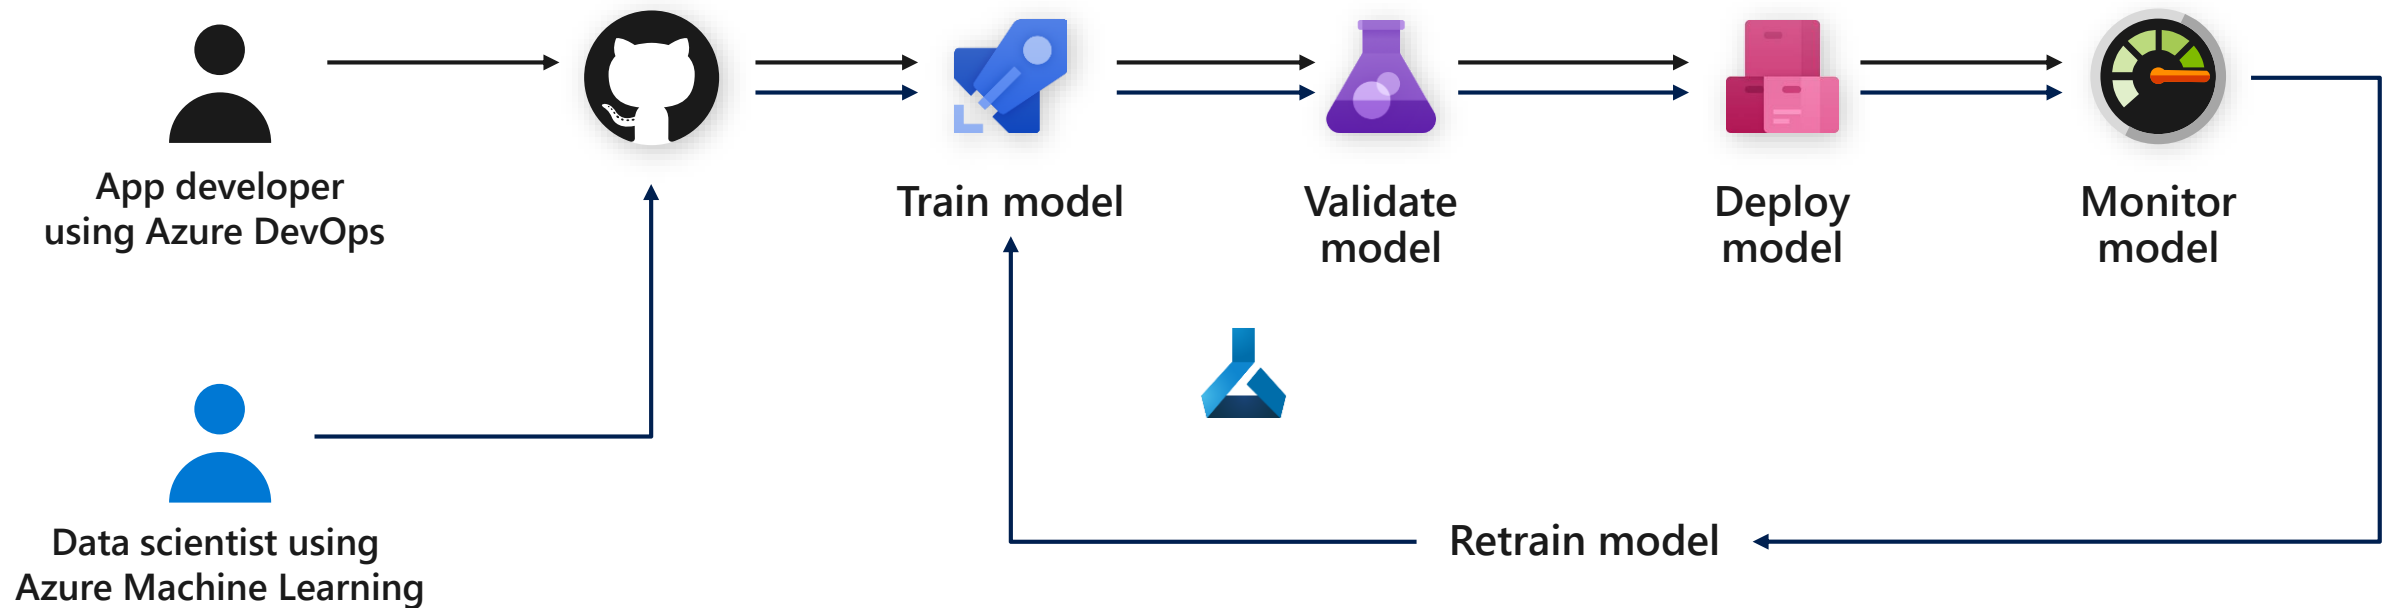 App developer
using Azure DevOps
Train model
Validate
model
Deploy
model
Monitor
model
Data scientist using
Azure Machine Learning
Retrain model